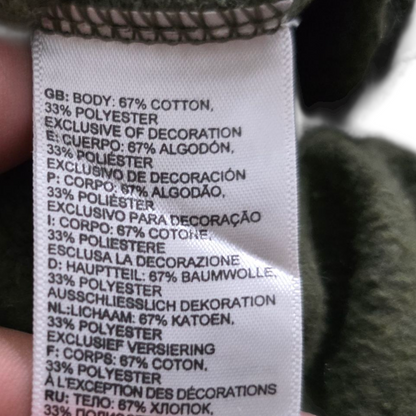 GB: BODY: 67% COTTON,
33% POLYESTER
EXCLUSIVE OF DECORATION
E: CUERPO: 67% ALGODÓN,
33% POLIÉSTER
EXCLUSIVO DE DECORACIÓN
P: CORPO: 67% ALGODÃO,
33% POLIÉSTER
EXCLUSIVO PARA DECORAÇÃO
I: CORPO: 67% COTONE,
33% POLIESTERE
ESCLUSA LA DECORAZIONE
D: HAUPTTEIL: 67% BAUMWOLLE,
33% POLYESTER
AUSSCHLIESSLICH DEKORATION
NL:LICHAAM: 67% KATOEN,
33% POLYESTER
EXCLUSIEF VERSIERING
F: CORPS: 67% COTON,
33% POLYESTER
À L'EXCEPTION DES DÉCORATIONS
RU: ТЕЛО: 67% ХЛОПОК,
33%